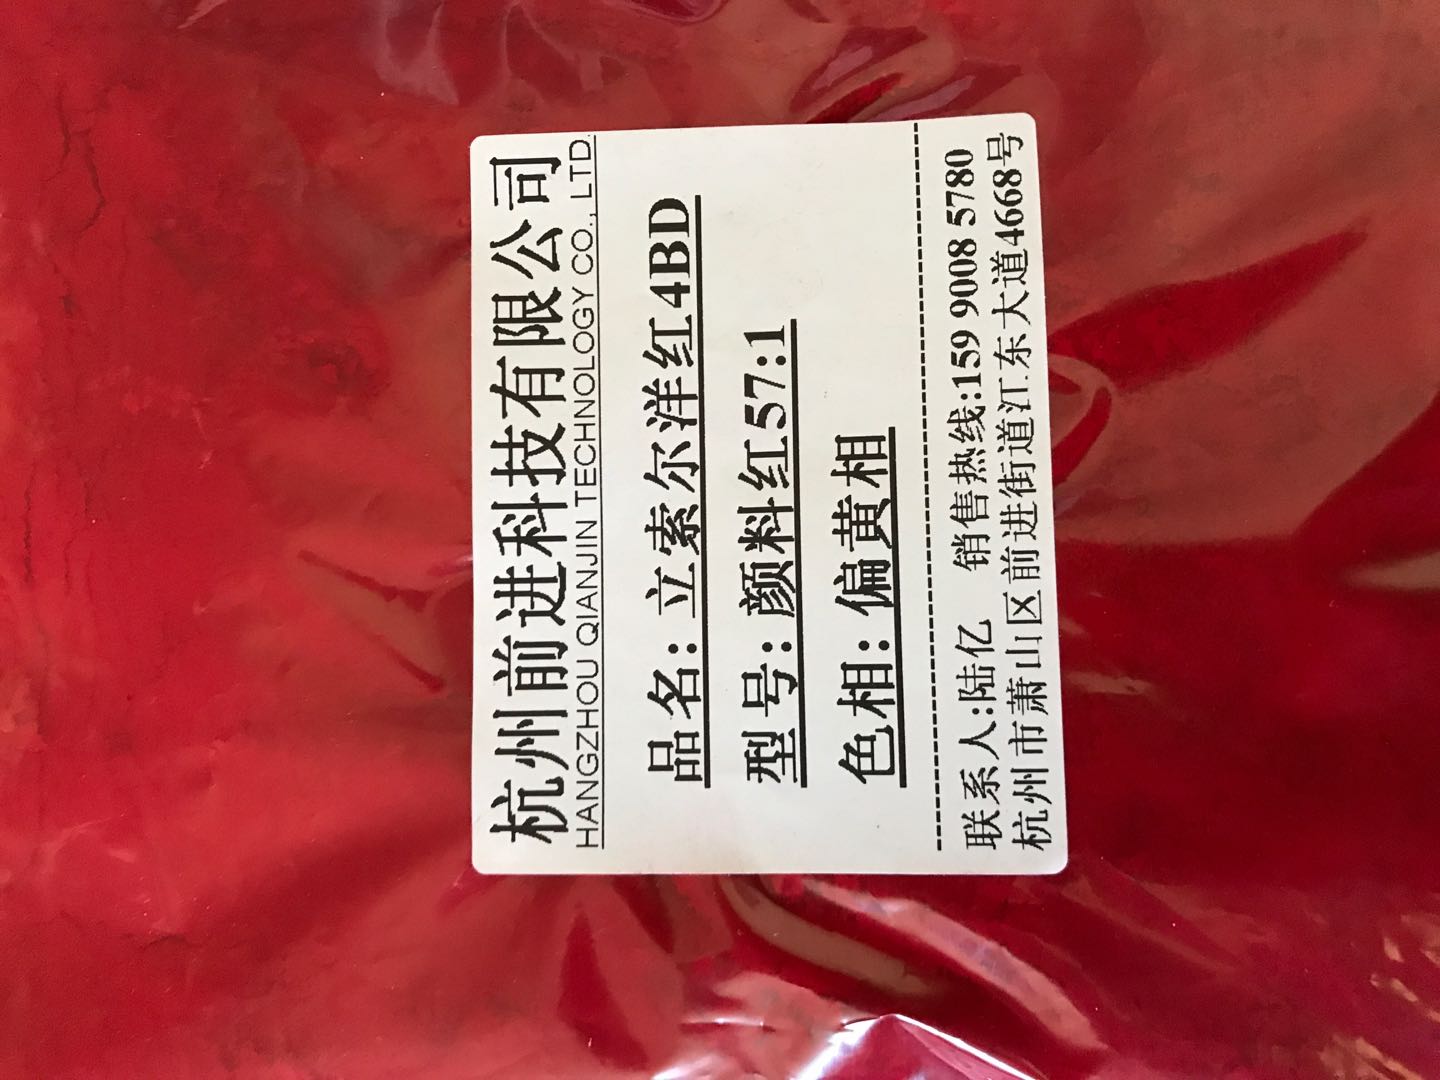 杭州前进科技有限公司
HANGZHOU QIANJIN TECHNOLOGY CO., LTD.
品名: 立索尔洋红4BD
型号: 颜料红57:1
色相: 偏黄相
联系人:陆亿 销售热线:159 9008 5780
杭州市萧山区前进街道江东大道4668号